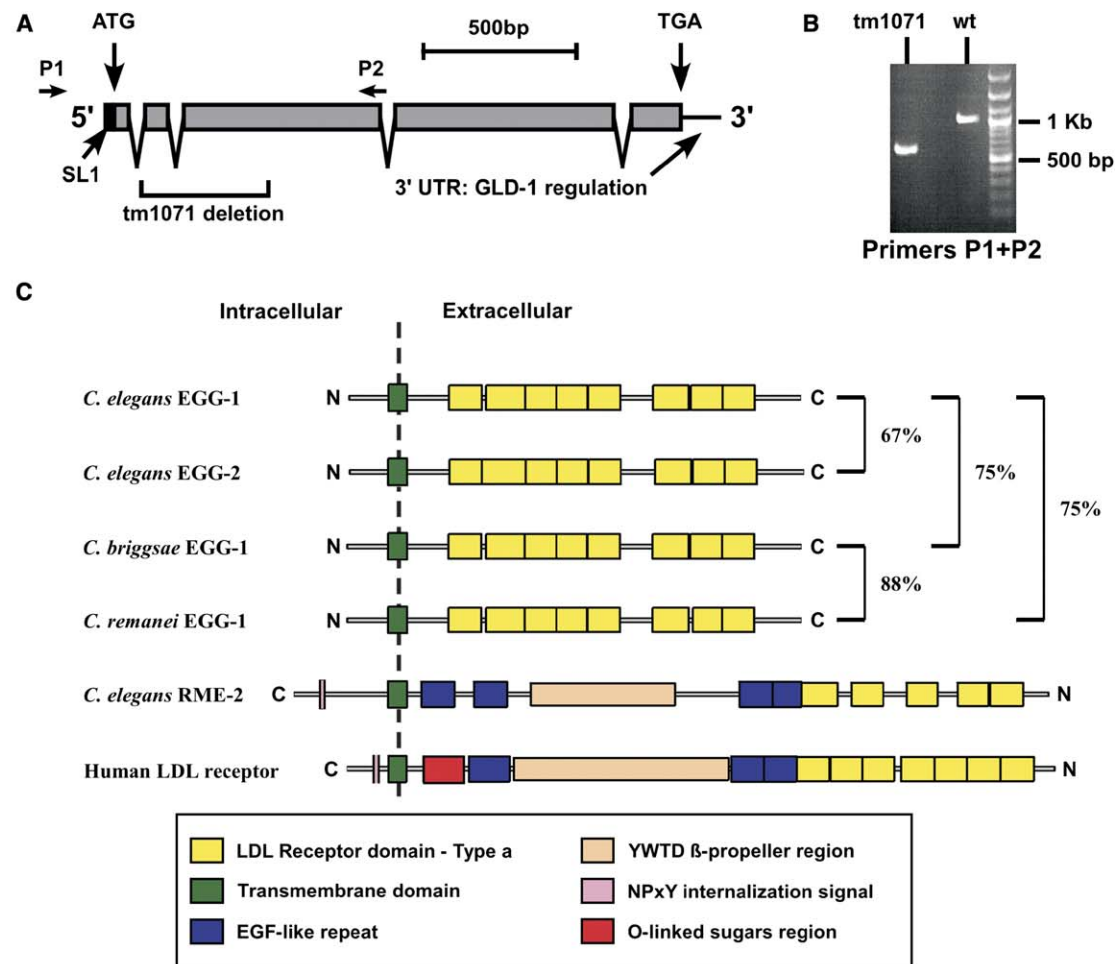 A
ATG
500bp
TGA
P1
P2
5'
3'
SL1
3' UTR: GLD-1 regulation
tm1071 deletion
B
tm1071
wt
1 Kb
500 bp
Primers P1+P2
C
Intracellular
Extracellular
C. elegans EGG-1
N
C
C. elegans EGG-2
N
C
C. briggsae EGG-1
N
C
C. remanei EGG-1
N
C
67%
75%
75%
88%
C. elegans RME-2
C
N
Human LDL receptor
C
N
LDL Receptor domain - Type a
Transmembrane domain
EGF-like repeat
YWTD ß-propeller region
NPxY internalization signal
O-linked sugars region